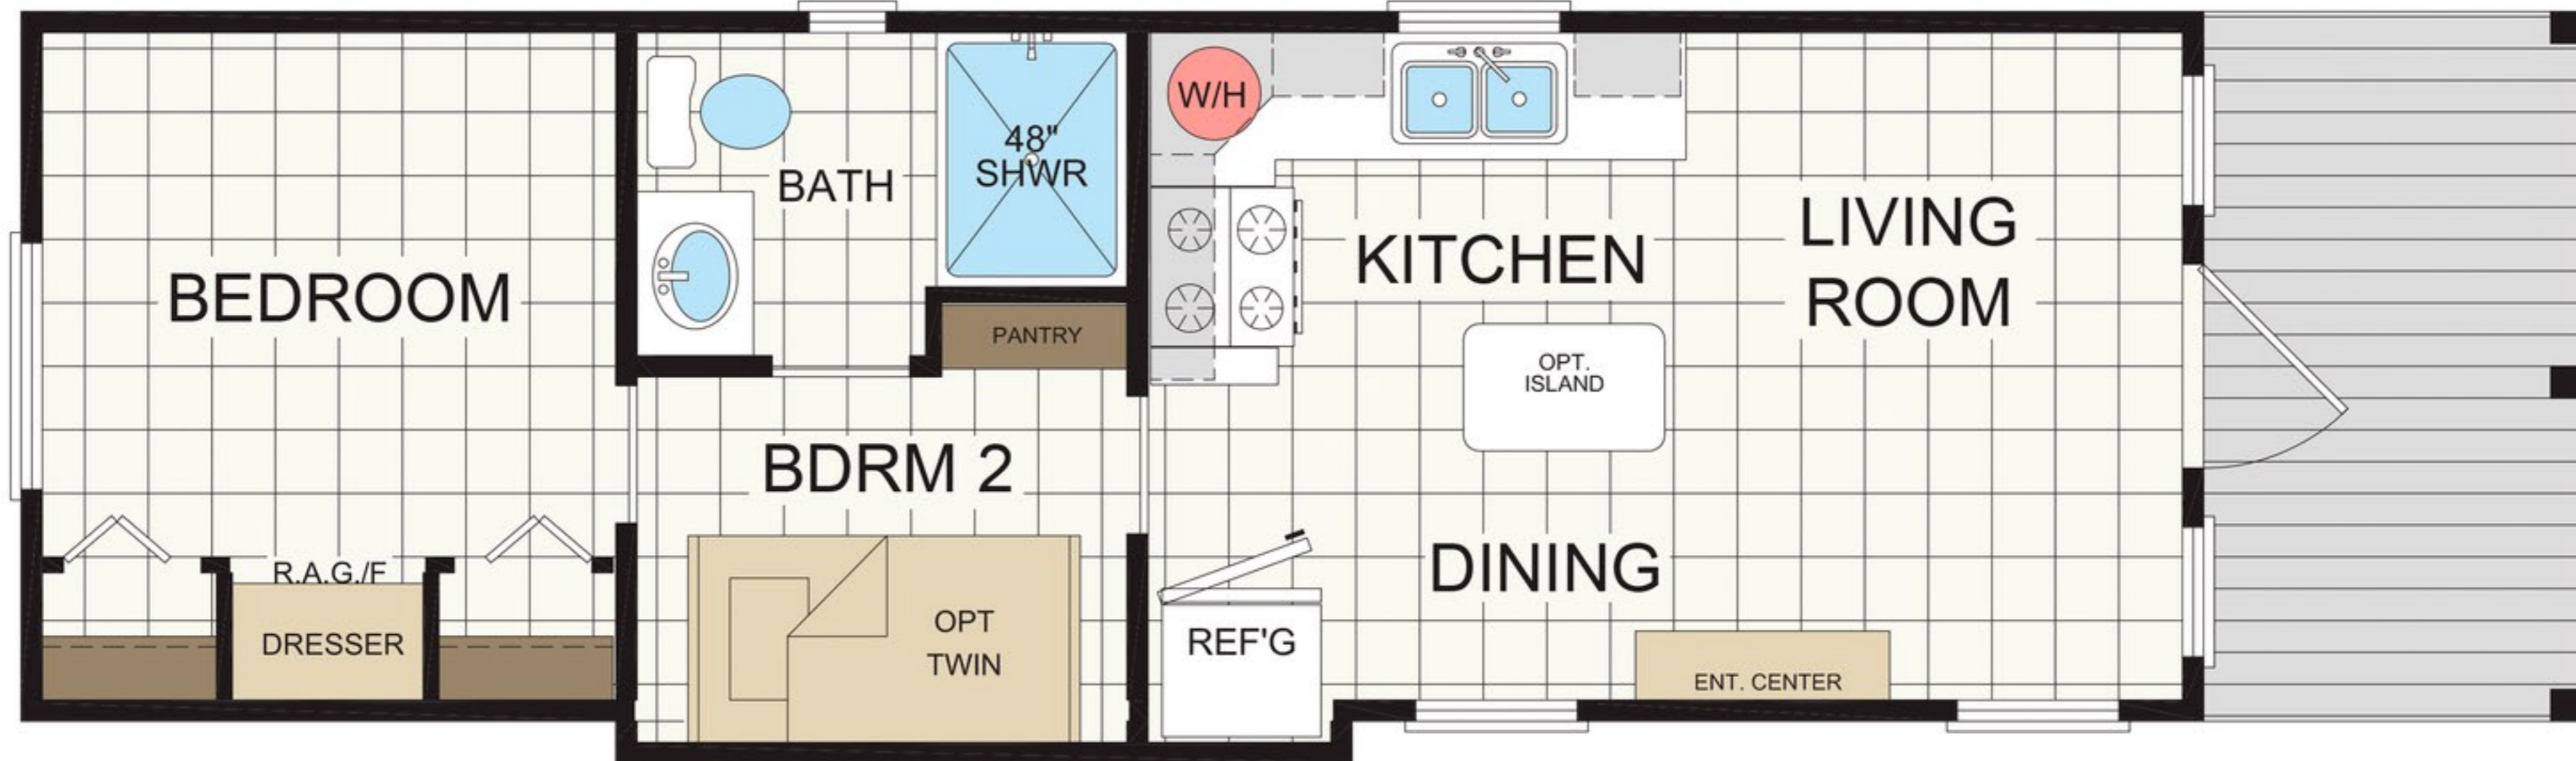 W/H
48"
SHWR
BATH
LIVING
ROOM
KITCHEN
BEDROOM
PANTRY
OPT.
ISLAND
BDRM 2
DINING
R.A.G./F
DRESSER
OPT
TWIN
REF'G
ENT. CENTER